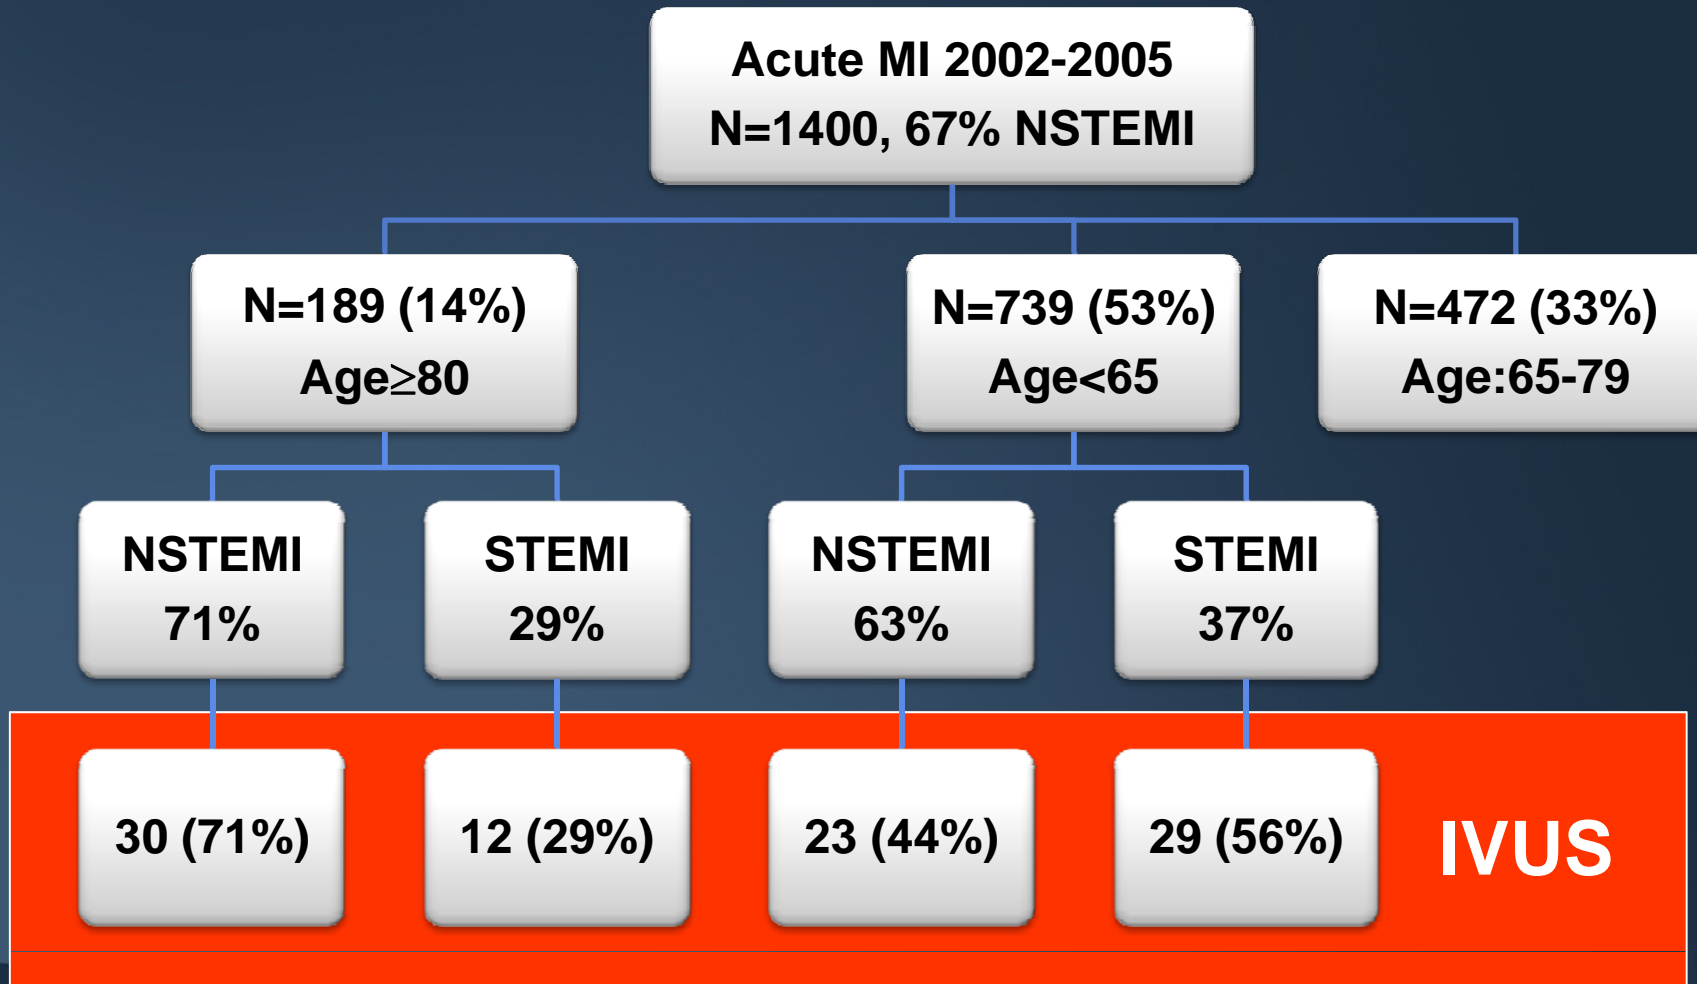 Acute MI 2002-2005
N=1400, 67% NSTEMI
N=189 (14%)
Age≥80
N=739 (53%)
Age<65
N=472 (33%)
Age:65-79
NSTEMI
71%
STEMI
29%
NSTEMI
63%
STEMI
37%
30 (71%)
12 (29%)
23 (44%)
29 (56%)
IVUS